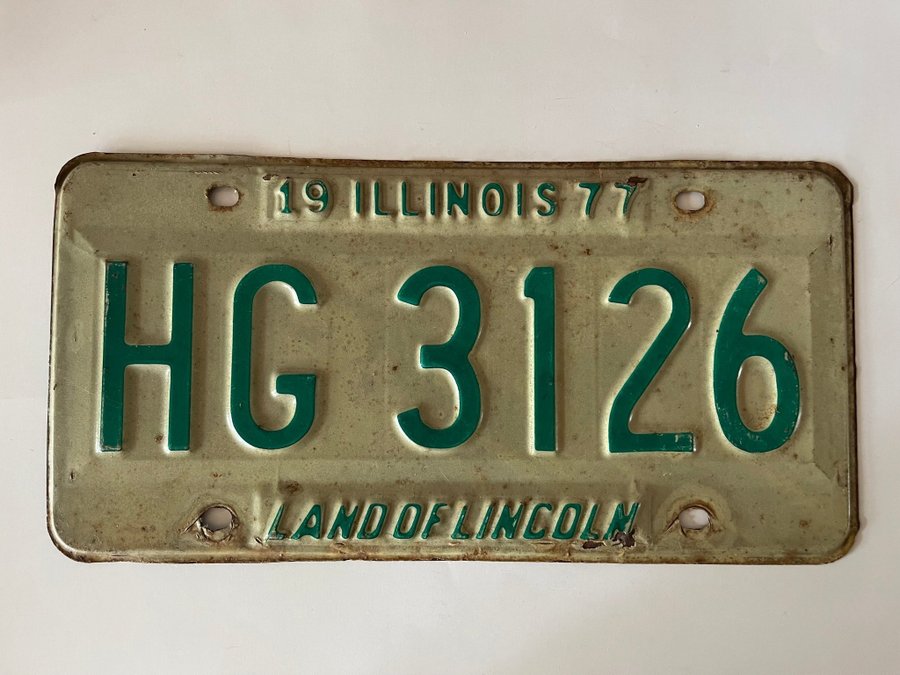 19 ILLINOIS 77
HG 3126
LAND OF LINCOLN